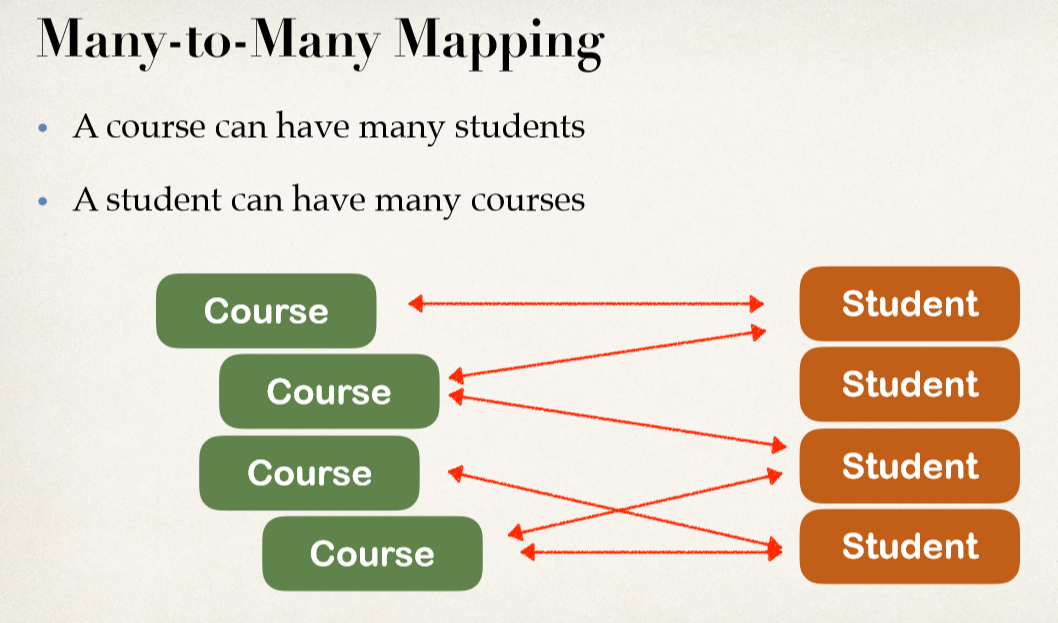 Many-to-Many Mapping
• A course can have many students
• A student can have many courses
Course
Student
Course
Student
Course
Student
Course
Student